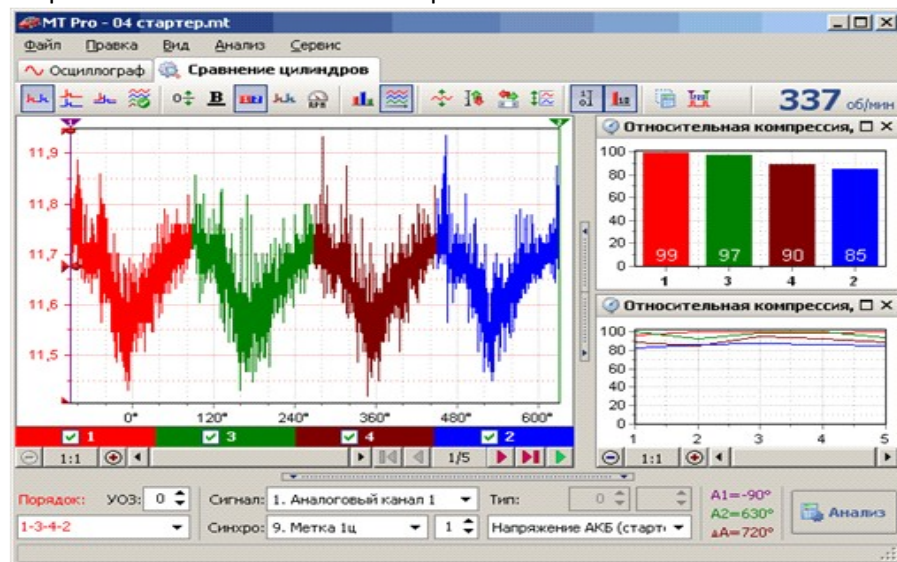 MT Pro - 04 стартер.mt
Файл Правка Вид Анализ Сервис
Осциллограф Сравнение цилиндров
337 об/мин
11,9
11,8
11,7
11,6
11,5
0° 120° 240° 360° 480° 600°
1 3 4 2
1:1 1/5
Относительная компрессия,
100
80
60
40
20
0
99 97 90 85
1 3 4 2
Относительная компрессия,
100
80
60
40
20
0
1 2 3 4 5
1:1
Порядок: УОЗ: 0 Сигнал: 1. Аналоговый канал 1 Тип: 0 A1=-90°
A2=630° Анализ
1-3-4-2 Синхро: 9. Метка 1ц 1 Напряжение АКБ (старт ΔA=720°